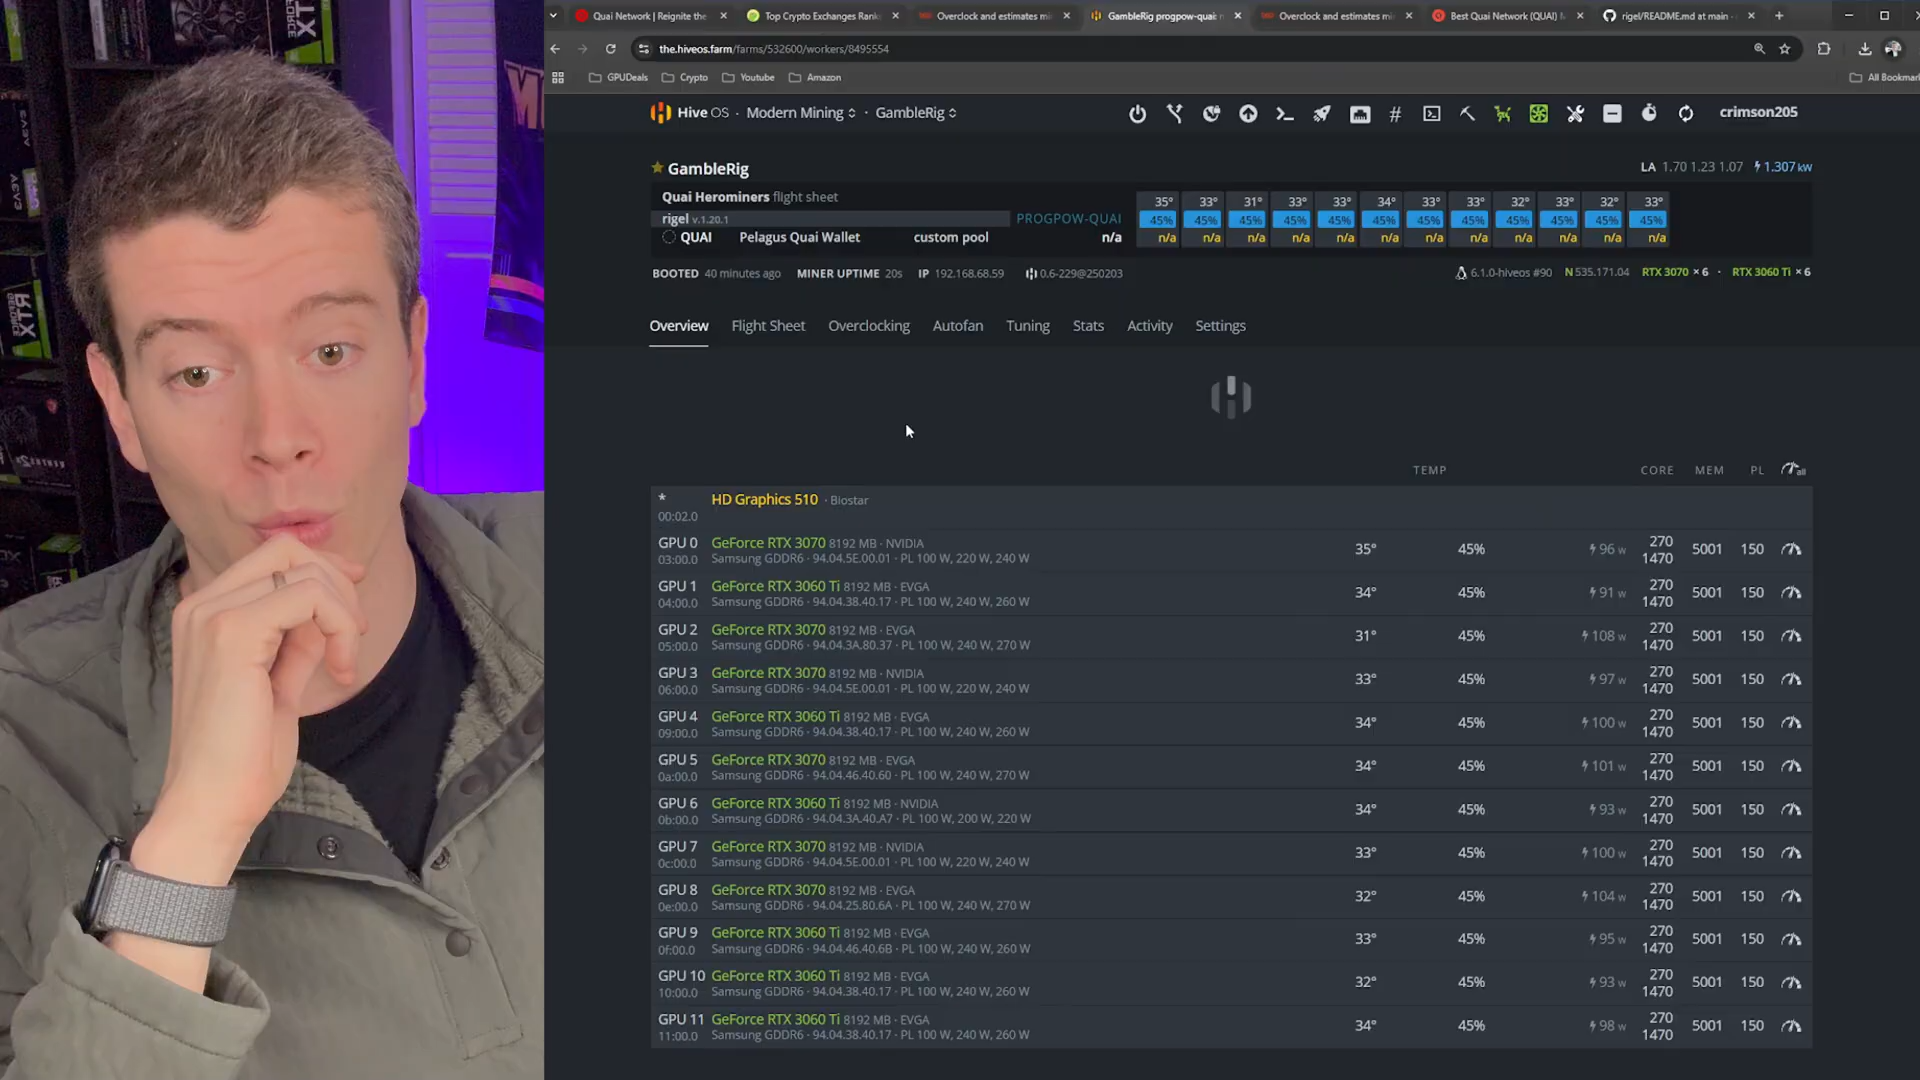 Quai Network | Reignite the
Top Crypto Exchanges Rank
Overclock and estimates mi
GambleRig progpow-quai
Overclock and estimates mi
Best Quai Network (QUAI)
rigel/README.md at main
the.hiveos.farm/farms/532600/workers/8495554
GPUDeals Crypto Youtube Amazon All Bookmar
Hive OS · Modern Mining · GambleRig crimson205
GambleRig LA 1.70 1.23 1.07 1.307 kW
Quai Herominers flight sheet
rigel v.1.20.1 PROGPOW-QUAI
QUAI Pelagus Quai Wallet custom pool n/a
35° 33° 31° 33° 33° 34° 33° 33° 32° 33° 32° 33°
45% 45% 45% 45% 45% 45% 45% 45% 45% 45% 45% 45%
n/a n/a n/a n/a n/a n/a n/a n/a n/a n/a n/a n/a
BOOTED 40 minutes ago MINER UPTIME 20s IP 192.168.68.59 0.6-229@250203 6.1.0-hiveos #90 N 535.171.04 RTX 3070 × 6 · RTX 3060 Ti × 6
Overview Flight Sheet Overclocking Autofan Tuning Stats Activity Settings
TEMP CORE MEM PL all
* HD Graphics 510 · Biostar
00:02.0
GPU 0 GeForce RTX 3070 8192 MB · NVIDIA 35° 45% 96 W 270 5001 150
03:00.0 Samsung GDDR6 · 94.04.5E.00.01 · PL 100 W, 220 W, 240 W 1470
GPU 1 GeForce RTX 3060 Ti 8192 MB · EVGA 34° 45% 91 W 270 5001 150
04:00.0 Samsung GDDR6 · 94.04.38.40.17 · PL 100 W, 240 W, 260 W 1470
GPU 2 GeForce RTX 3070 8192 MB · EVGA 31° 45% 108 W 270 5001 150
05:00.0 Samsung GDDR6 · 94.04.3A.80.37 · PL 100 W, 240 W, 270 W 1470
GPU 3 GeForce RTX 3070 8192 MB · NVIDIA 33° 45% 97 W 270 5001 150
06:00.0 Samsung GDDR6 · 94.04.5E.00.01 · PL 100 W, 220 W, 240 W 1470
GPU 4 GeForce RTX 3060 Ti 8192 MB · EVGA 34° 45% 100 W 270 5001 150
09:00.0 Samsung GDDR6 · 94.04.38.40.17 · PL 100 W, 240 W, 260 W 1470
GPU 5 GeForce RTX 3070 8192 MB · EVGA 34° 45% 101 W 270 5001 150
0a:00.0 Samsung GDDR6 · 94.04.46.40.60 · PL 100 W, 240 W, 270 W 1470
GPU 6 GeForce RTX 3060 Ti 8192 MB · NVIDIA 34° 45% 93 W 270 5001 150
0b:00.0 Samsung GDDR6 · 94.04.3A.40.A7 · PL 100 W, 200 W, 220 W 1470
GPU 7 GeForce RTX 3070 8192 MB · NVIDIA 33° 45% 100 W 270 5001 150
0c:00.0 Samsung GDDR6 · 94.04.5E.00.01 · PL 100 W, 220 W, 240 W 1470
GPU 8 GeForce RTX 3070 8192 MB · EVGA 32° 45% 104 W 270 5001 150
0e:00.0 Samsung GDDR6 · 94.04.25.80.6A · PL 100 W, 240 W, 270 W 1470
GPU 9 GeForce RTX 3060 Ti 8192 MB · EVGA 33° 45% 95 W 270 5001 150
0f:00.0 Samsung GDDR6 · 94.04.46.40.6B · PL 100 W, 240 W, 260 W 1470
GPU 10 GeForce RTX 3060 Ti 8192 MB · EVGA 32° 45% 93 W 270 5001 150
10:00.0 Samsung GDDR6 · 94.04.38.40.17 · PL 100 W, 240 W, 260 W 1470
GPU 11 GeForce RTX 3060 Ti 8192 MB · EVGA 34° 45% 98 W 270 5001 150
11:00.0 Samsung GDDR6 · 94.04.38.40.17 · PL 100 W, 240 W, 260 W 1470